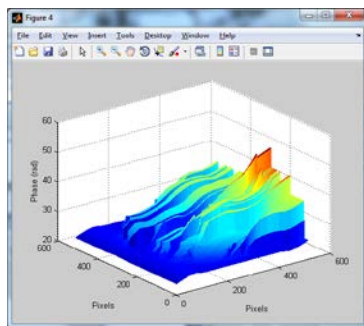 Figure 4
File Edit View Insert Tools Desktop Window Help
60
50
40
30
20
Phase (rad)
600
400
200
0
Pixels
0
200
400
600
Pixels